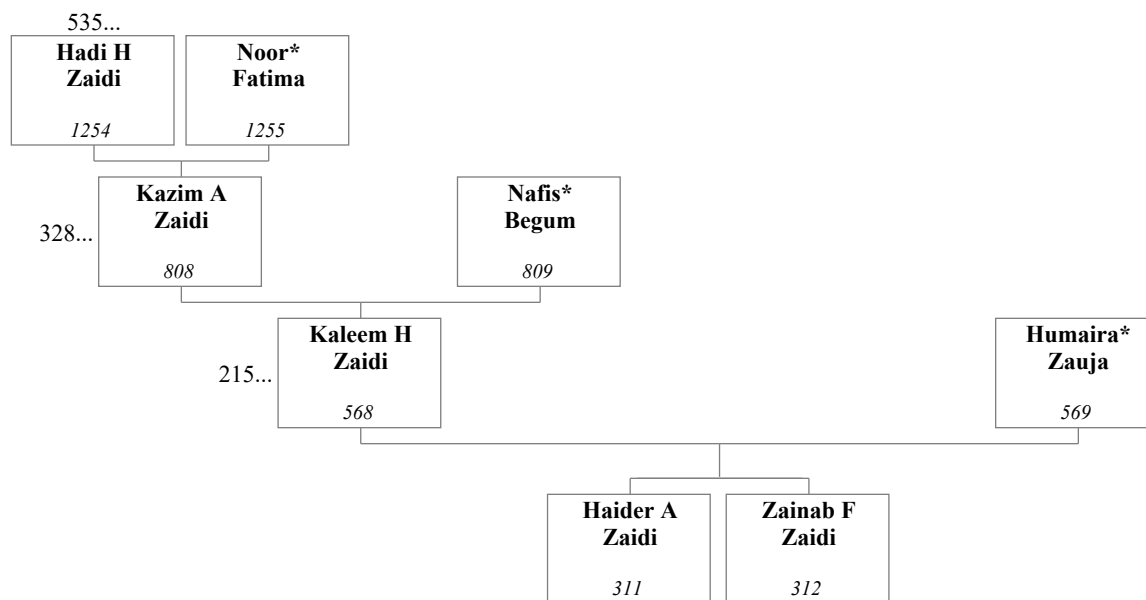 535...
Hadi H
Zaidi
1254
Noor*
Fatima
1255
328...
Kazim A
Zaidi
808
Nafis*
Begum
809
215...
Kaleem H
Zaidi
568
Humaira*
Zauja
569
Haider A
Zaidi
311
Zainab F
Zaidi
312